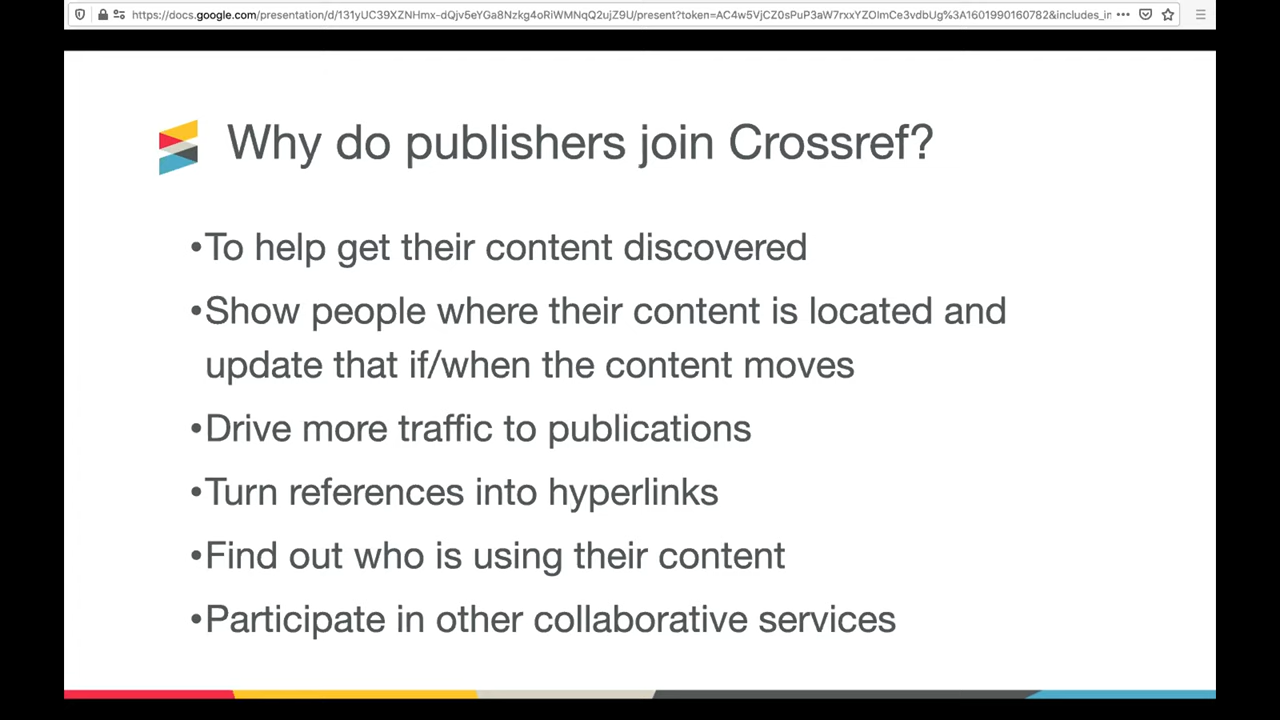 https://docs.google.com/presentation/d/131yUC39XZNHmx-dQjv5eYGa8Nzkg4oRiWMNqQ2ujZ9U/present?token=AC4w5VjCZ0sPuP3aW7rxxYZOlmCe3vdbUg%3A1601990160782&includes_in
Why do publishers join Crossref?
•To help get their content discovered
•Show people where their content is located and
update that if/when the content moves
•Drive more traffic to publications
•Turn references into hyperlinks
•Find out who is using their content
•Participate in other collaborative services